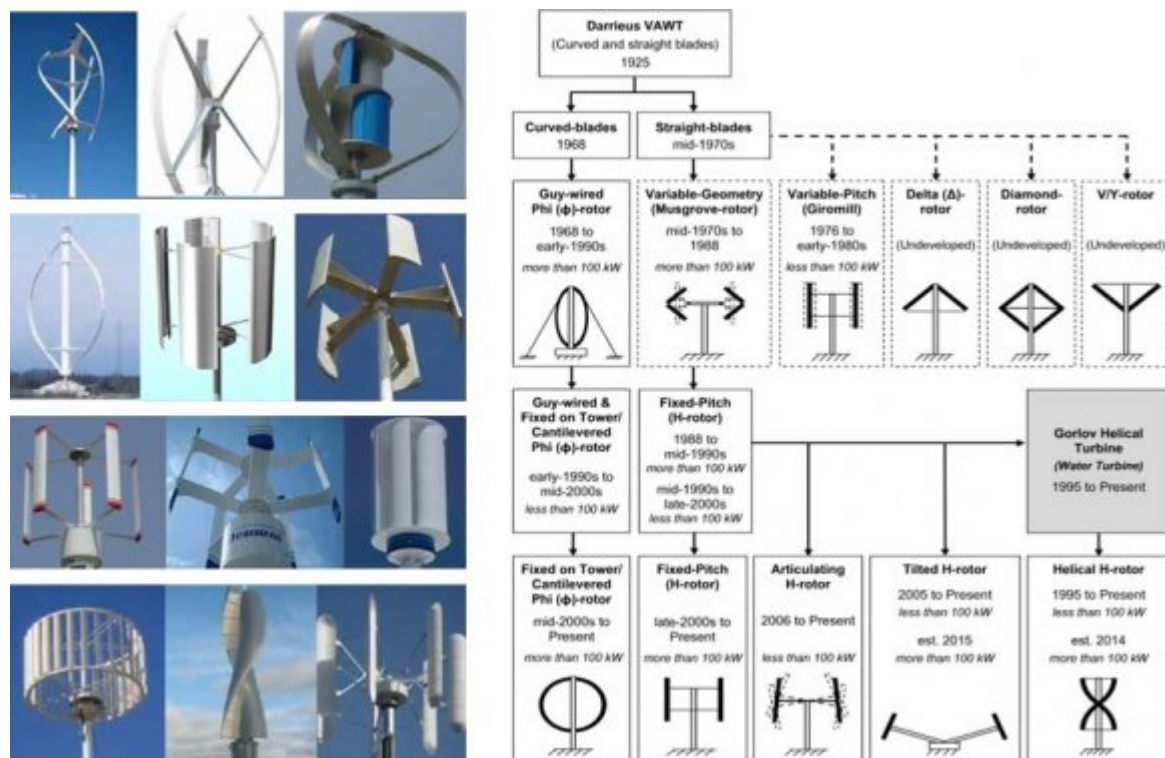 Darrieus VAWT
(Curved and straight blades)
1925
Curved-blades
1968
Straight-blades
mid-1970s
Guy-wired
Phi (ϕ)-rotor
1968 to
early-1990s
more than 100 kW
Variable-Geometry
(Musgrove-rotor)
mid-1970s to
1988
more than 100 kW
Variable-Pitch
(Giromill)
1976 to
early-1980s
less than 100 kW
Delta (Δ)-
rotor
(Undeveloped)
Diamond-
rotor
(Undeveloped)
V/Y-rotor
(Undeveloped)
Guy-wired &
Fixed on Tower/
Cantilevered
Phi (ϕ)-rotor
early-1990s to
mid-2000s
less than 100 kW
Fixed-Pitch
(H-rotor)
1988 to
mid-1990s
more than 100 kW
mid-1990s to
late-2000s
less than 100 kW
Gorlov Helical
Turbine
(Water Turbine)
1995 to Present
Fixed on Tower/
Cantilevered
Phi (ϕ)-rotor
mid-2000s to
Present
more than 100 kW
Fixed-Pitch
(H-rotor)
late-2000s to
Present
more than 100 kW
Articulating
H-rotor
2006 to Present
less than 100 kW
Tilted H-rotor
2005 to Present
less than 100 kW
est. 2015
more than 100 kW
Helical H-rotor
1995 to Present
less than 100 kW
est. 2014
more than 100 kW